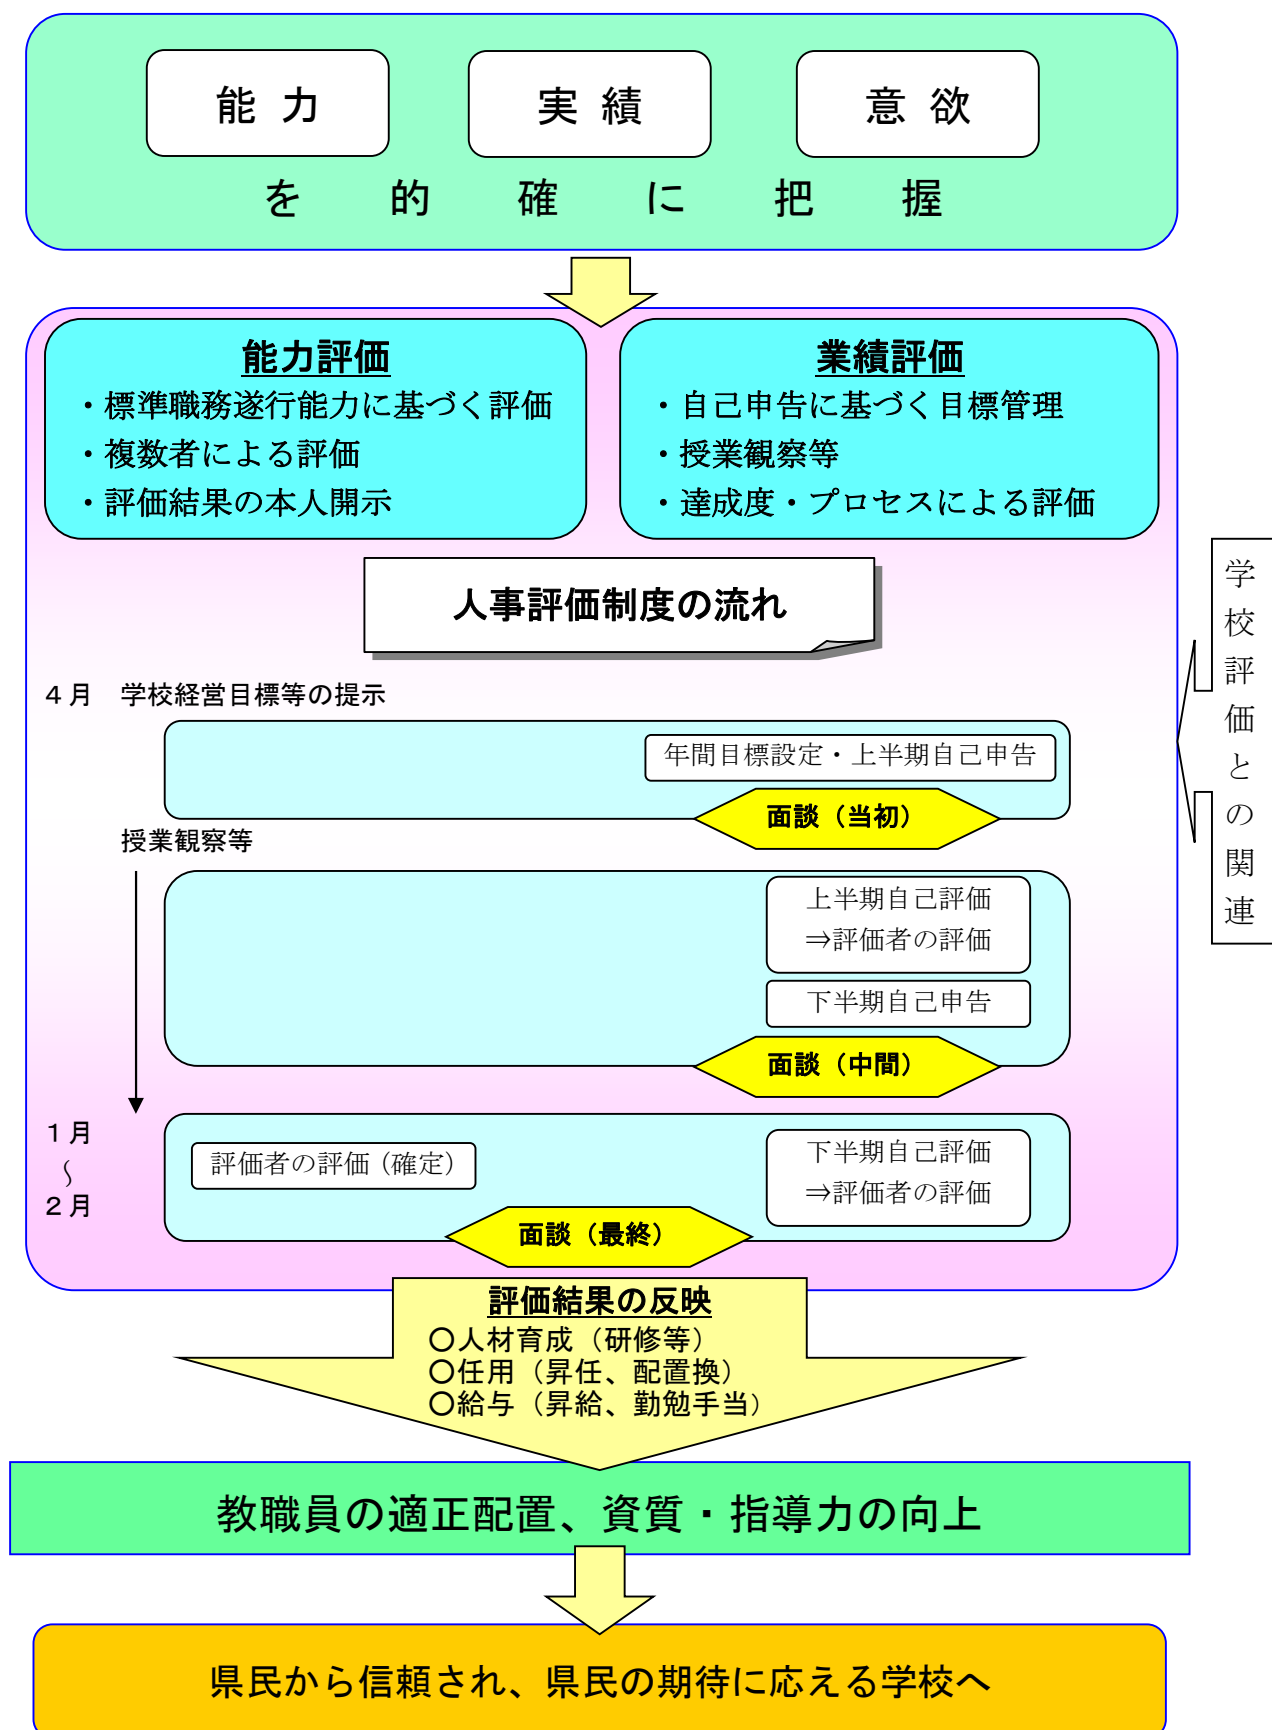 能力
実績
意欲
を的確に把握
能力評価
・標準職務遂行能力に基づく評価
・複数者による評価
・評価結果の本人開示
業績評価
・自己申告に基づく目標管理
・授業観察等
・達成度・プロセスによる評価
人事評価制度の流れ
４月　学校経営目標等の提示
年間目標設定・上半期自己申告
面談（当初）
授業観察等
上半期自己評価
⇒評価者の評価
下半期自己申告
面談（中間）
１月
～
２月
評価者の評価（確定）
下半期自己評価
⇒評価者の評価
面談（最終）
学校評価との関連
評価結果の反映
○人材育成（研修等）
○任用（昇任、配置換）
○給与（昇給、勤勉手当）
教職員の適正配置、資質・指導力の向上
県民から信頼され、県民の期待に応える学校へ